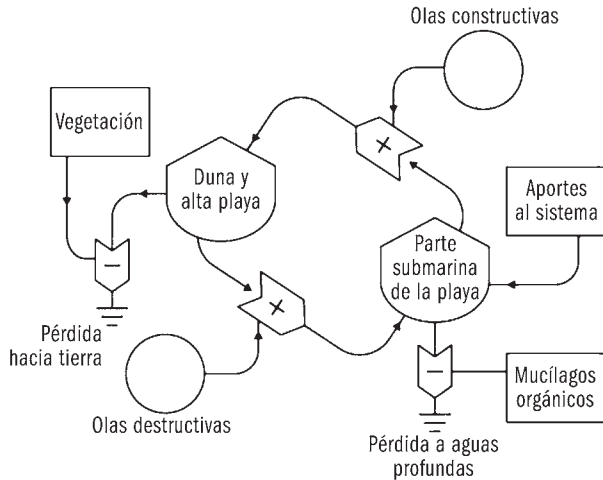 Olas constructivas
Vegetación
+
Duna y
alta playa
Aportes
al sistema
Parte
submarina
de la playa
−
+
Pérdida
hacia tierra
−
Mucílagos
orgánicos
Olas destructivas
Pérdida a aguas
profundas